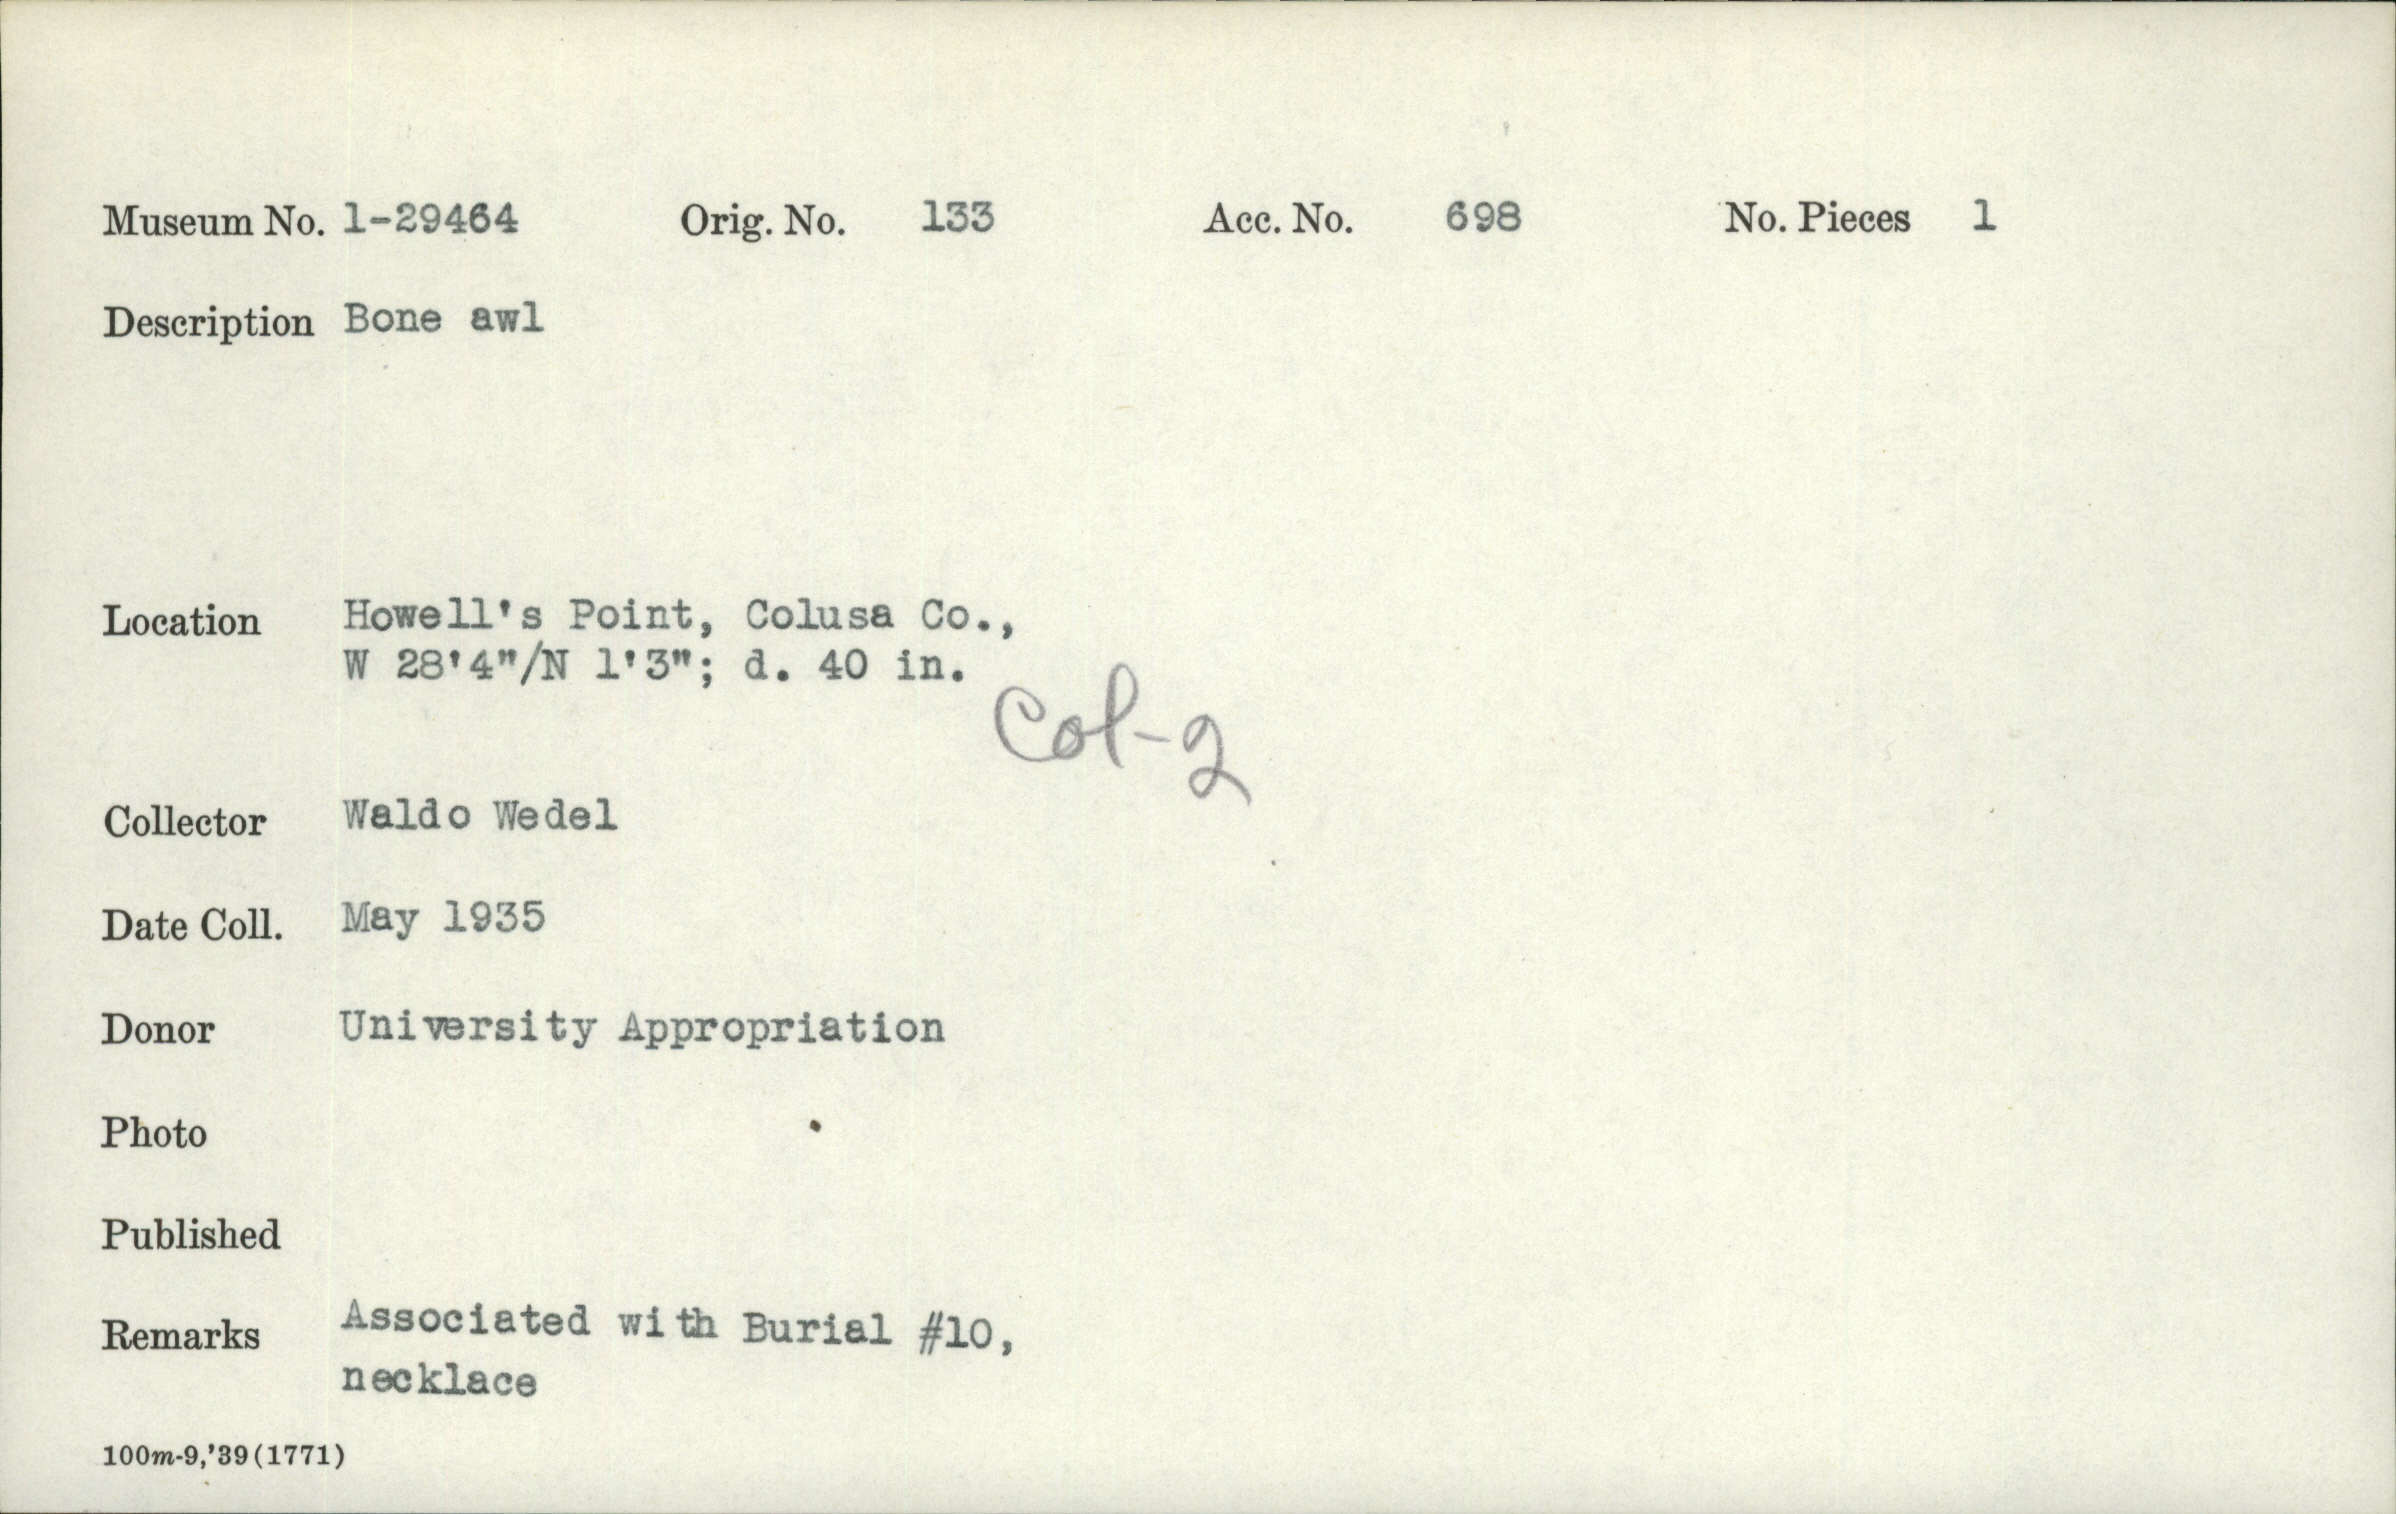 Museum No. 1-29464 Orig. No. 133 Acc. No. 698 No. Pieces 1
Description Bone awl
Location Howell's Point, Colusa Co.,
W 28'4"/N 1'3"; d. 40 in.
Col-2
Collector Waldo Wedel
Date Coll. May 1935
Donor University Appropriation
Photo
Published
Remarks Associated with Burial #10,
necklace
100m-9,'39(1771)